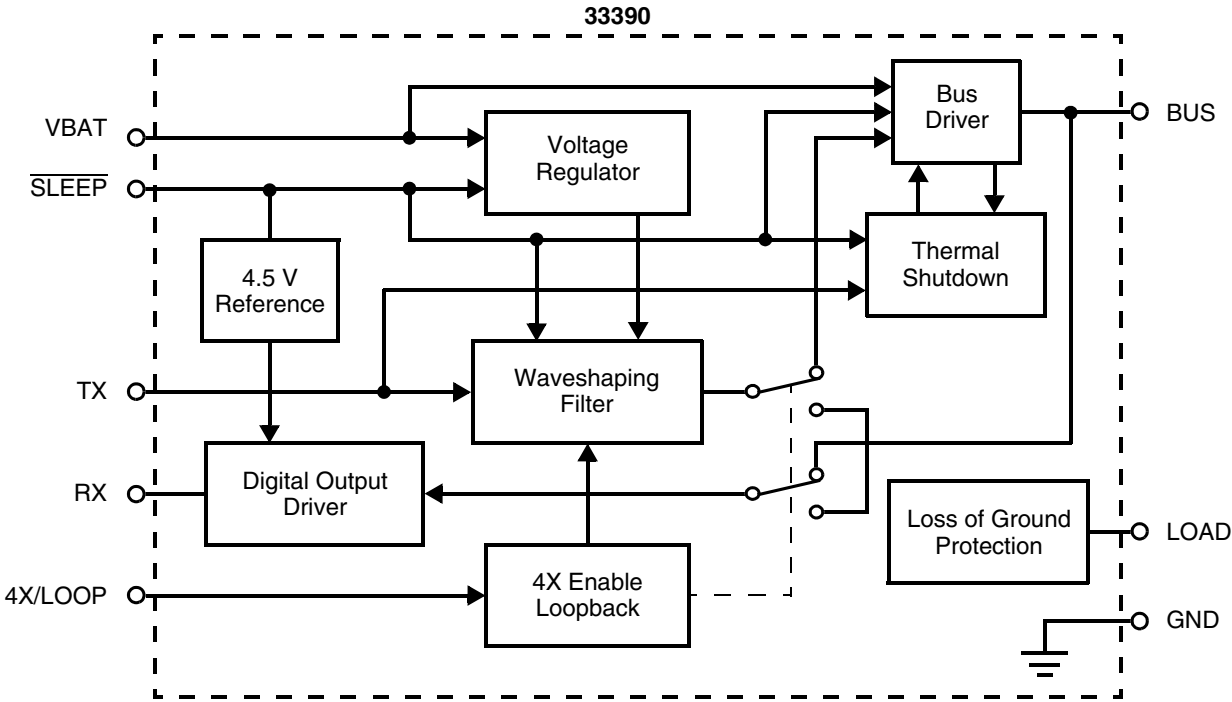 33390
VBAT
SLEEP
TX
RX
4X/LOOP
Voltage
Regulator
4.5 V
Reference
Waveshaping
Filter
Digital Output
Driver
4X Enable
Loopback
Bus
Driver
Thermal
Shutdown
Loss of Ground
Protection
BUS
LOAD
GND